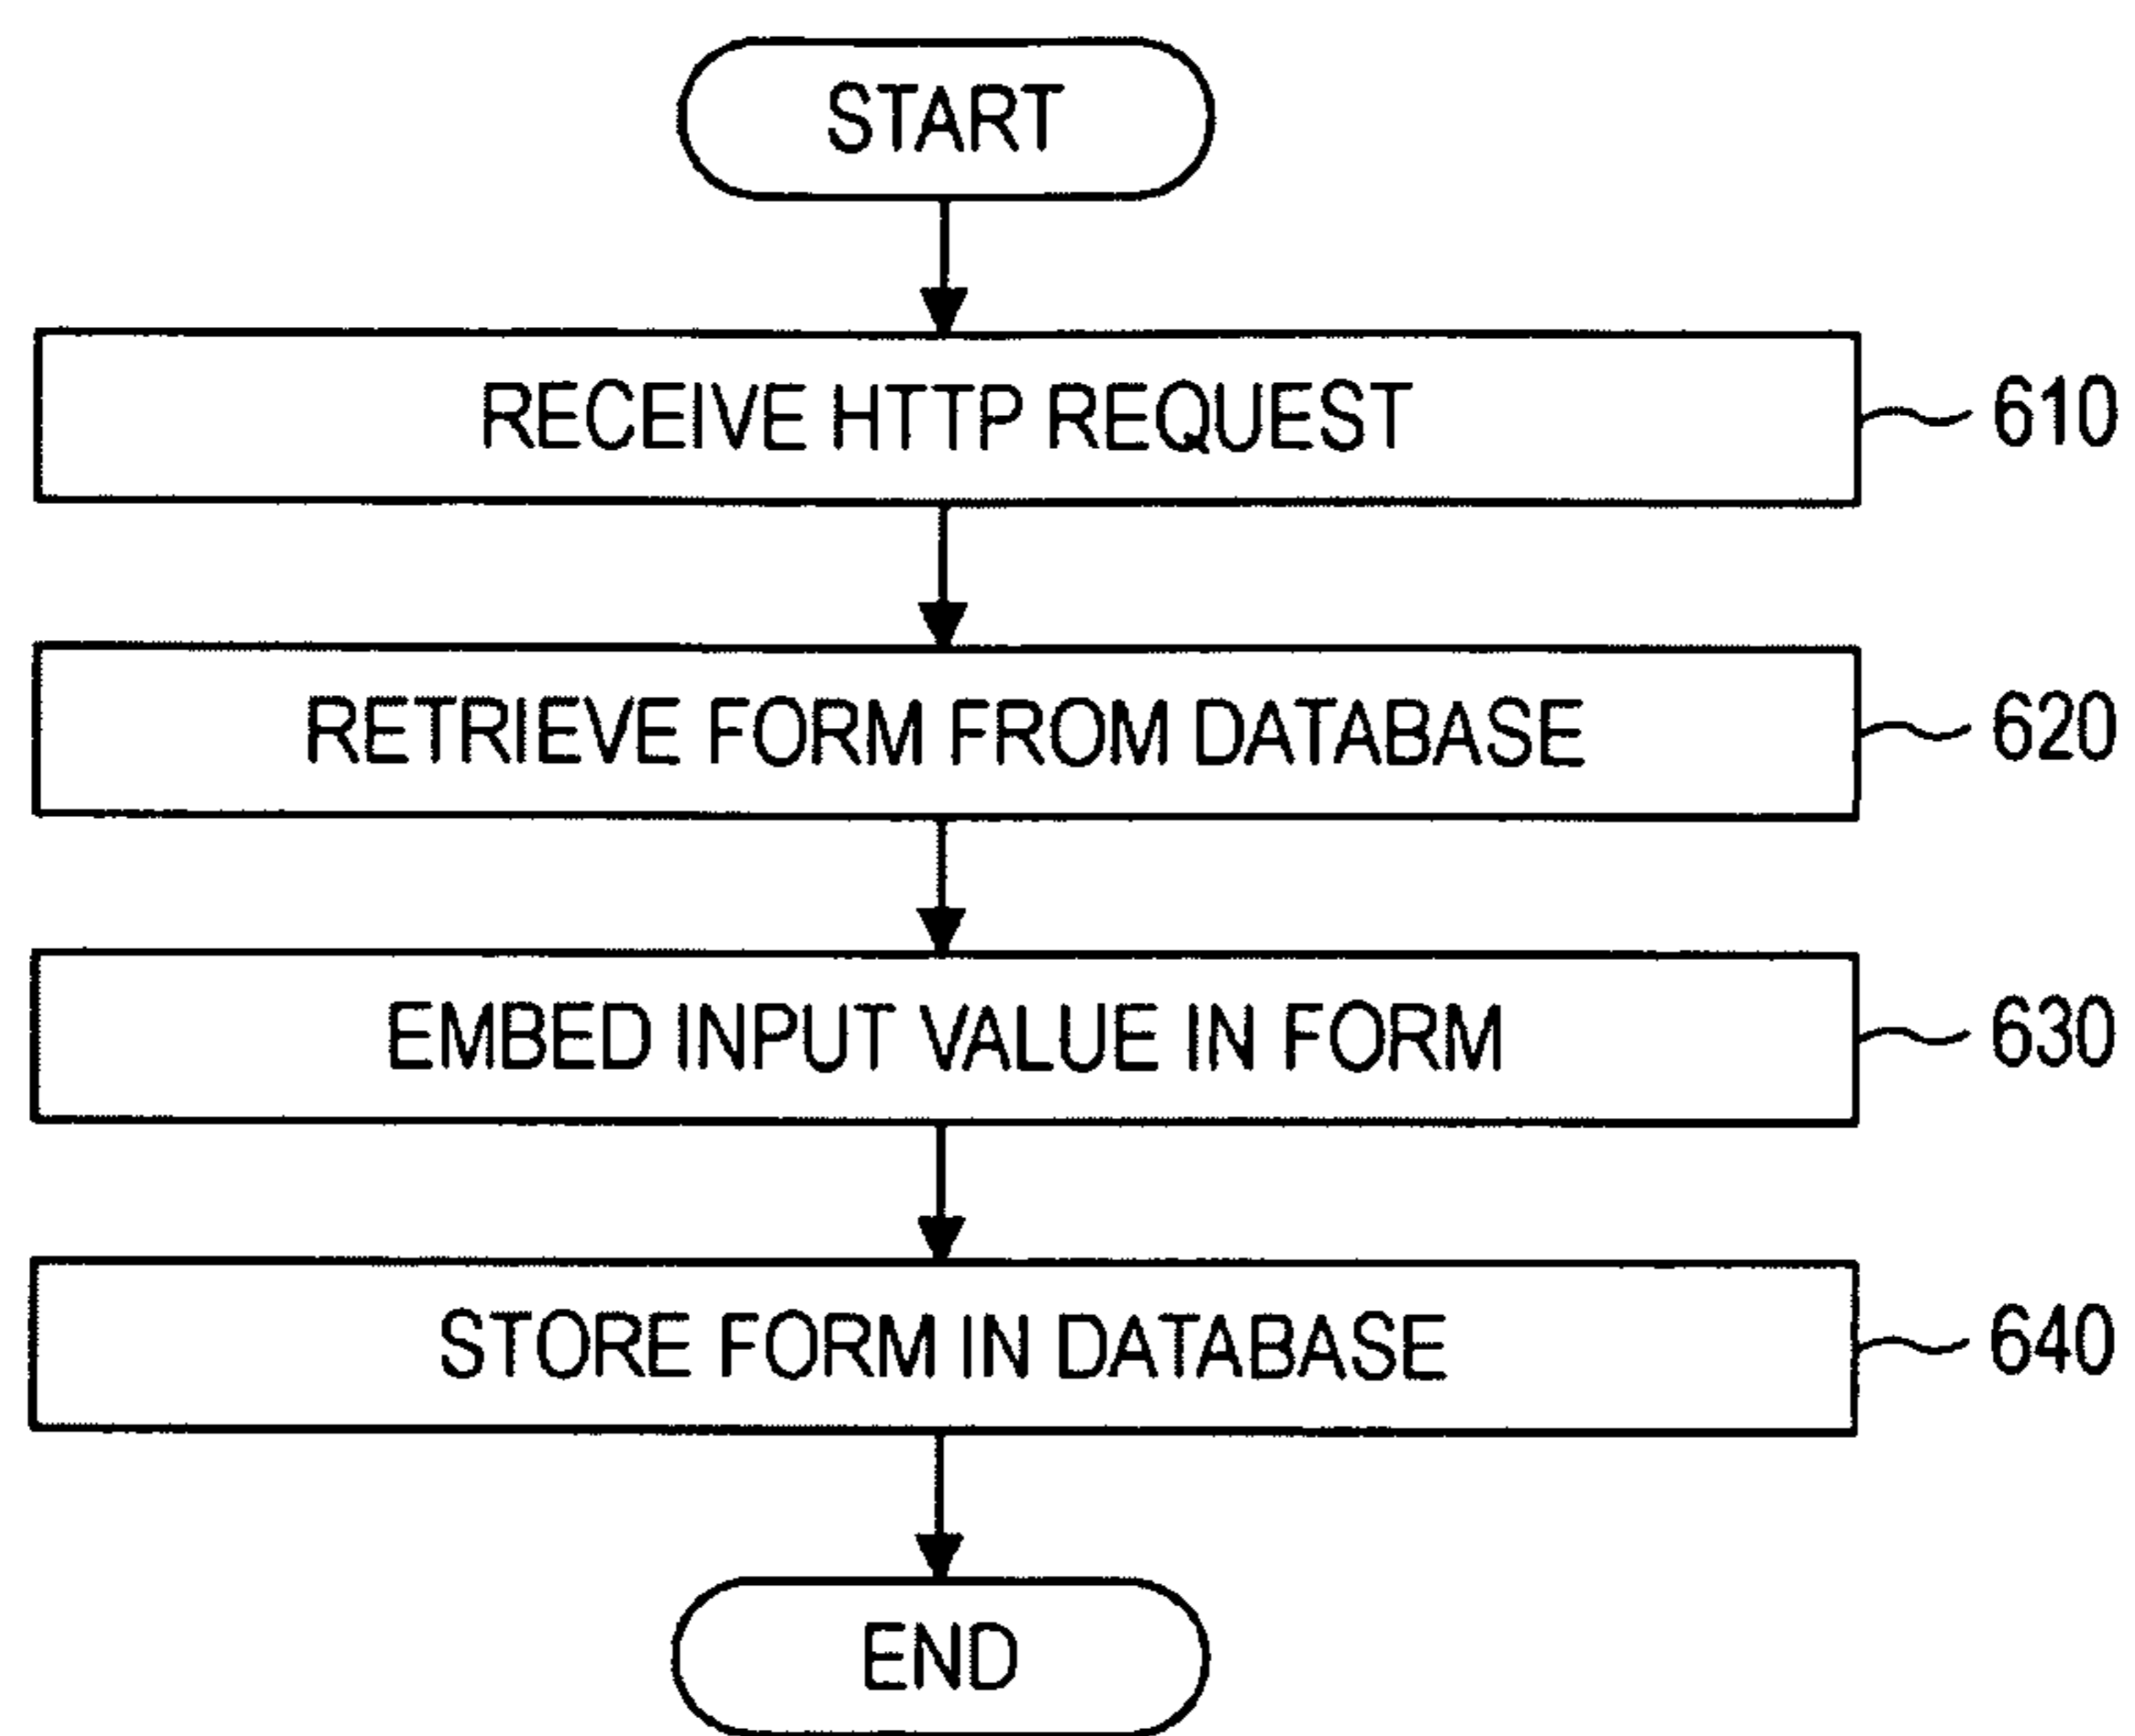 START
RECEIVE HTTP REQUEST 610
RETRIEVE FORM FROM DATABASE 620
EMBED INPUT VALUE IN FORM 630
STORE FORM IN DATABASE 640
END